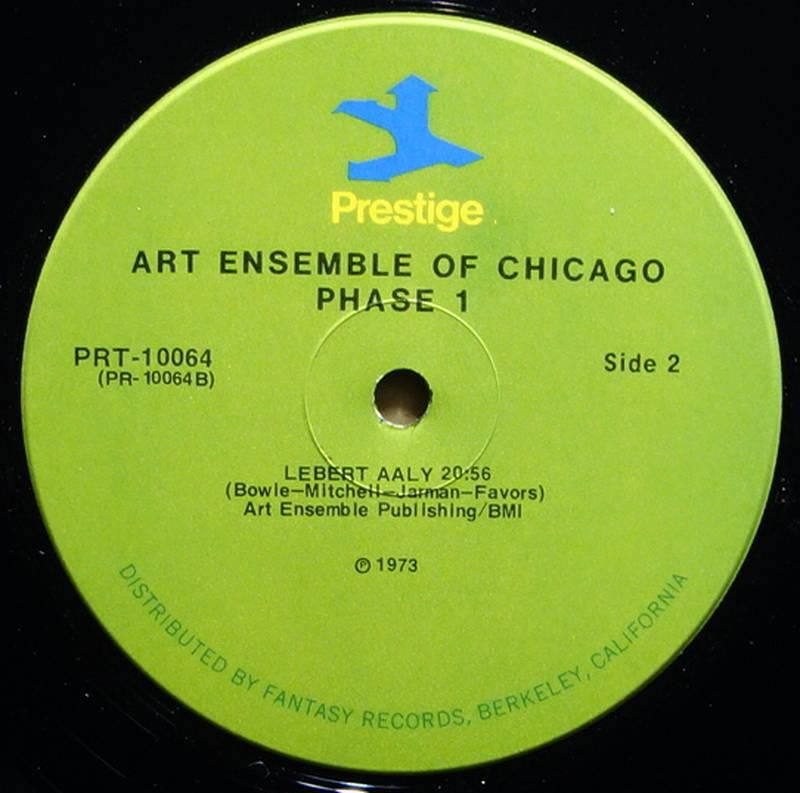 Prestige
ART ENSEMBLE OF CHICAGO
PHASE 1
PRT-10064
(PR-10064B)
Side 2
LEBERT AALY 20:56
(Bowie—Mitchell—Jarman—Favors)
Art Ensemble Publishing/BMI
℗ 1973
DISTRIBUTED BY FANTASY RECORDS, BERKELEY, CALIFORNIA